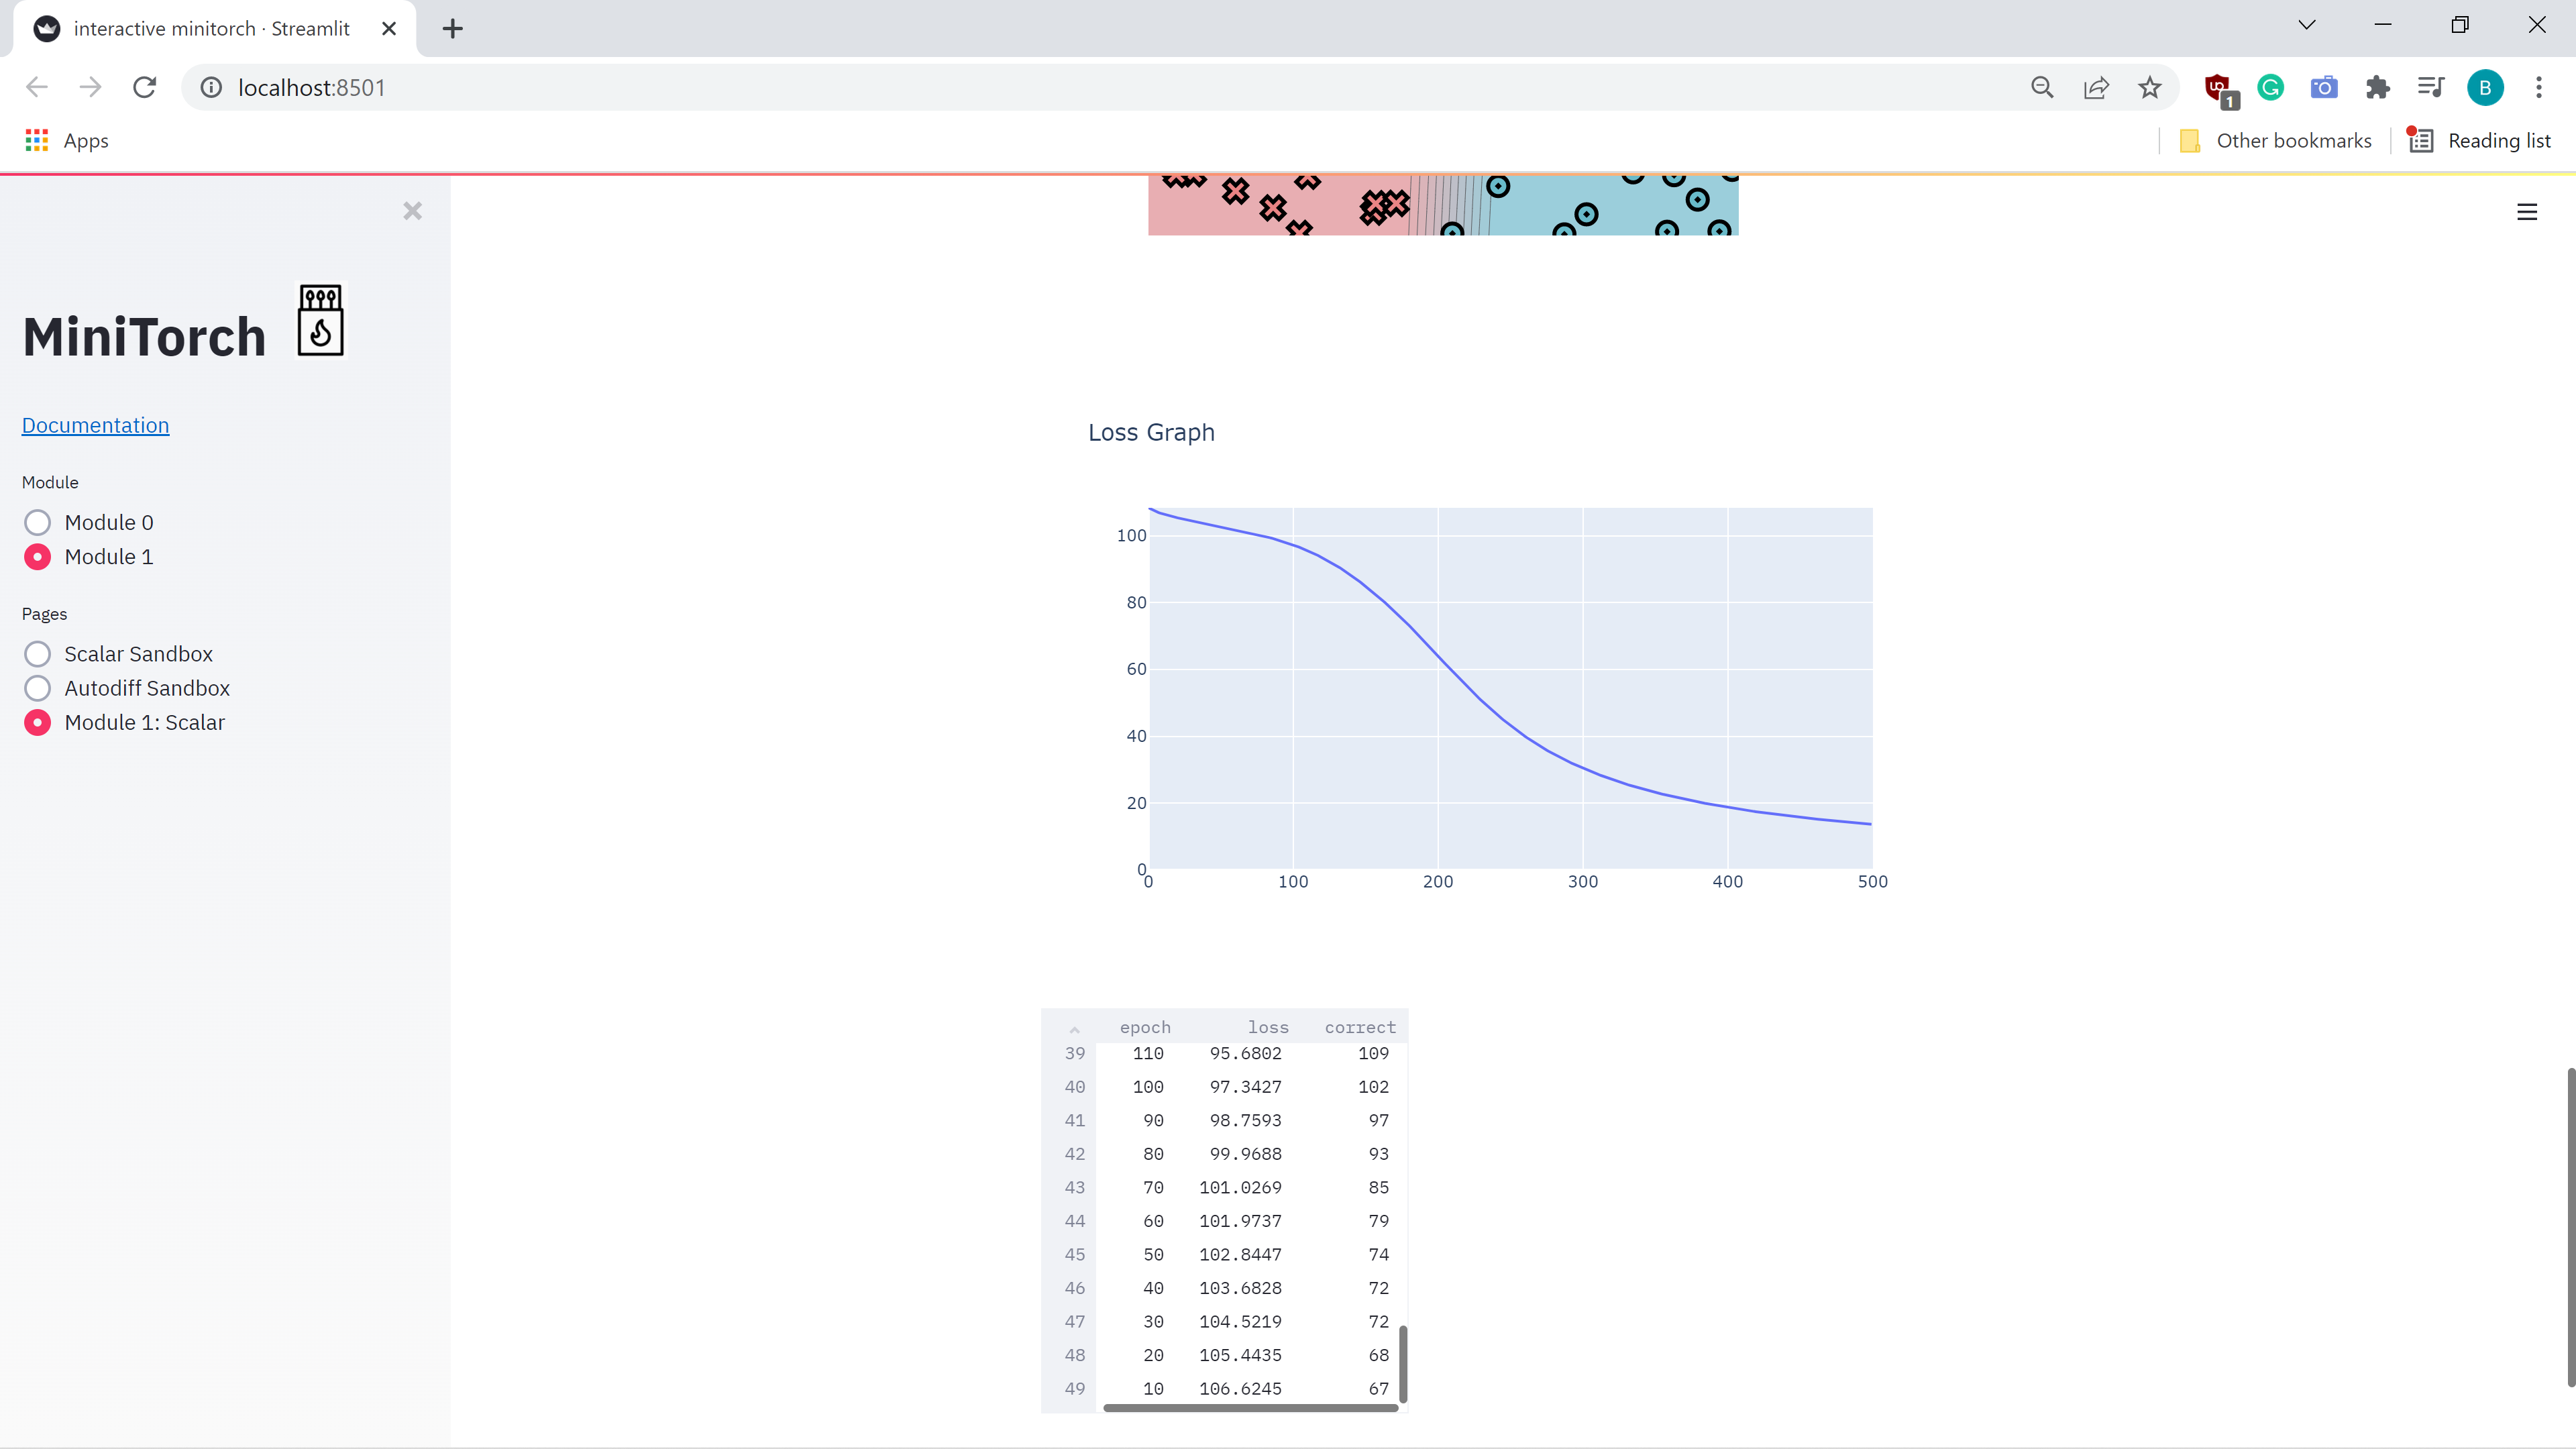 interactive minitorch · Streamlit
localhost:8501
1
B
Apps
Other bookmarks
Reading list
MiniTorch
Documentation
Module
Module 0
Module 1
Pages
Scalar Sandbox
Autodiff Sandbox
Module 1: Scalar
Loss Graph
100
80
60
40
20
0
0 100 200 300 400 500
epoch loss correct
39 110 95.6802 109
40 100 97.3427 102
41 90 98.7593 97
42 80 99.9688 93
43 70 101.0269 85
44 60 101.9737 79
45 50 102.8447 74
46 40 103.6828 72
47 30 104.5219 72
48 20 105.4435 68
49 10 106.6245 67